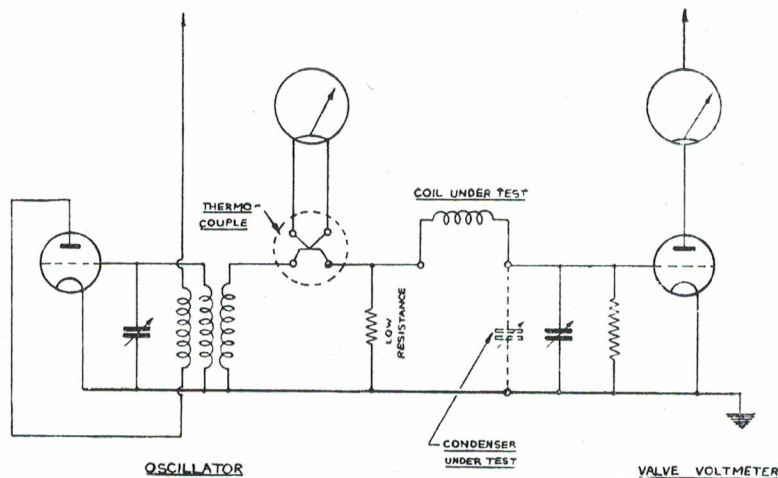 COIL UNDER TEST
THERMO-
COUPLE
LOW
RESISTANCE
CONDENSER
UNDER TEST
OSCILLATOR
VALVE VOLTMETER